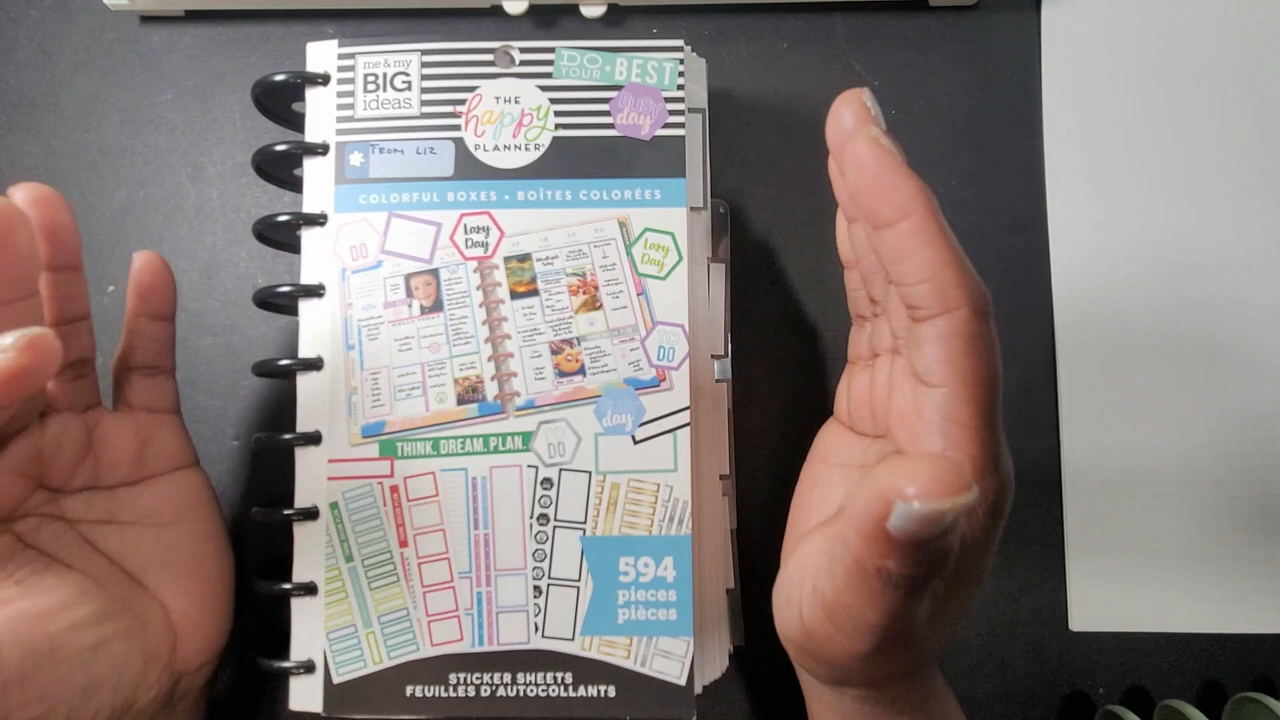 me & my
BIG
ideas.
DO
YOUR • BEST
BUSY
day
THE
happy
PLANNER®
FROM LIZ
COLORFUL BOXES • BOÎTES COLORÉES
DO
Lazy
Day
Lazy
Day
TO
DO
day
THINK. DREAM. PLAN.
TO
DO
594
pieces
pièces
STICKER SHEETS
FEUILLES D'AUTOCOLLANTS